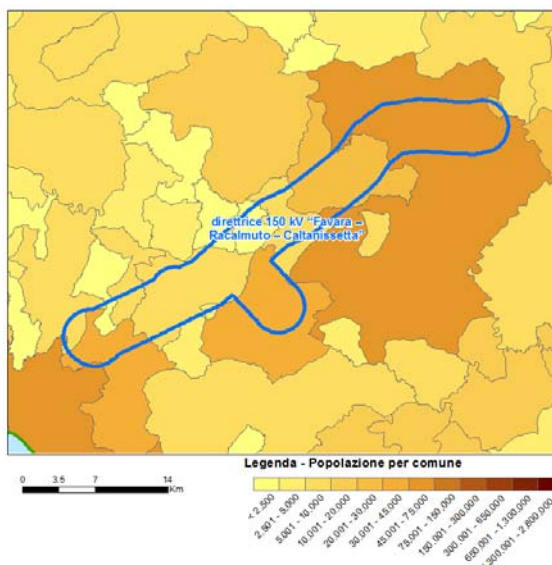 direttrice 150 kV "Favara –
Racalmuto – Caltanissetta"
Legenda - Popolazione per comune
0 3,5 7 14
Km
< 2,500
2.501 - 5,000
5.001 - 10,000
10.001 - 20,000
20.001 - 30,000
30.001 - 45,000
45.001 - 75,000
75.001 - 150,000
150.001 - 300,000
300.001 - 650,000
650.001 - 1,300,000
1.300.001 - 2,800,000